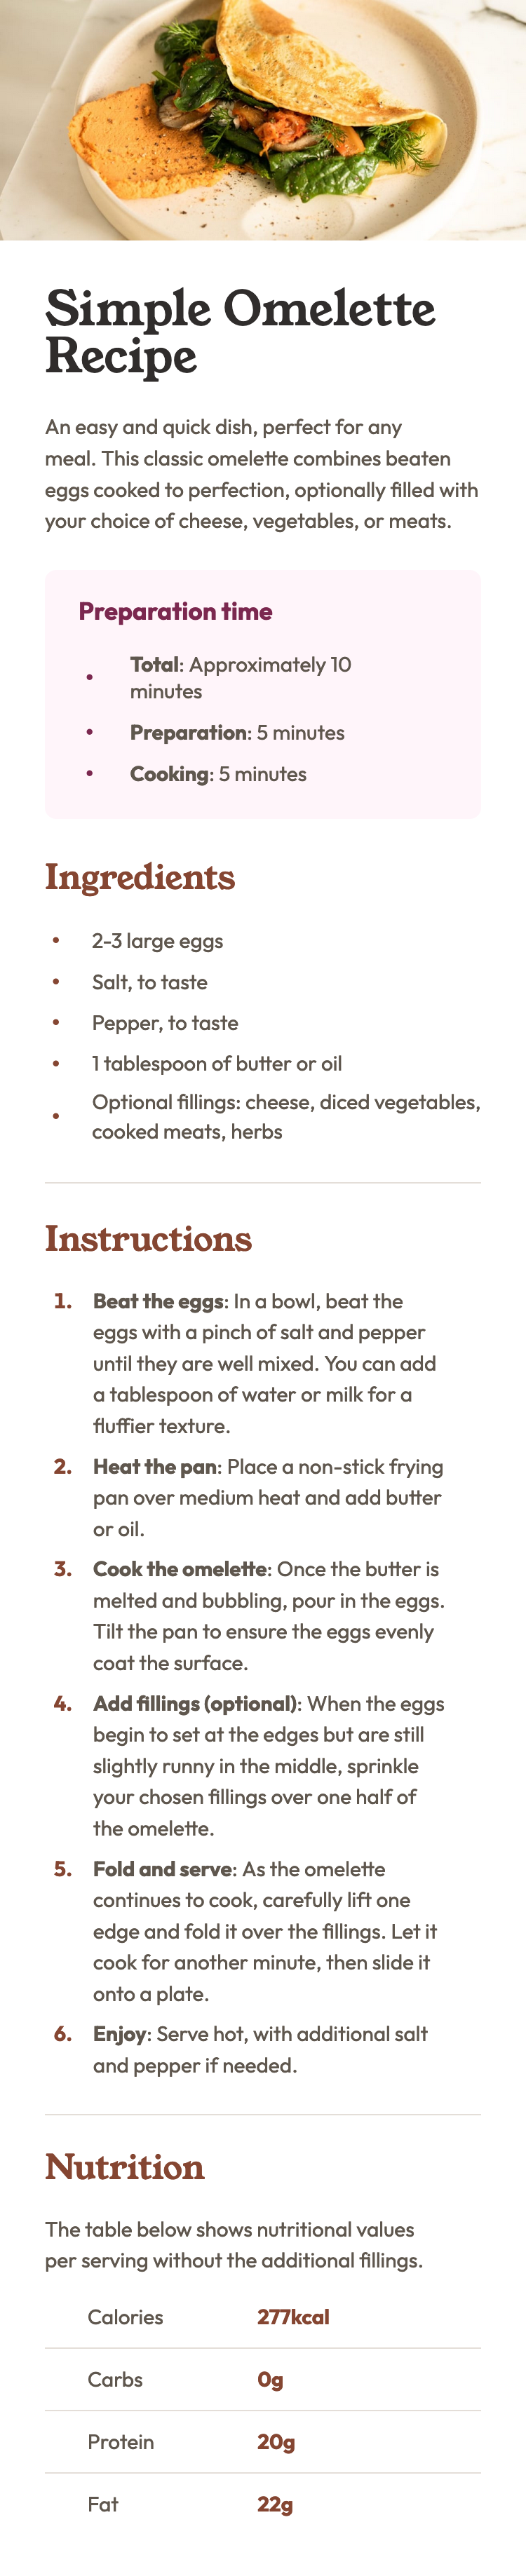 Simple Omelette
Recipe
An easy and quick dish, perfect for any
meal. This classic omelette combines beaten
eggs cooked to perfection, optionally filled with
your choice of cheese, vegetables, or meats.
Preparation time
• Total: Approximately 10
minutes
• Preparation: 5 minutes
• Cooking: 5 minutes
Ingredients
• 2-3 large eggs
• Salt, to taste
• Pepper, to taste
• 1 tablespoon of butter or oil
• Optional fillings: cheese, diced vegetables,
cooked meats, herbs
Instructions
1. Beat the eggs: In a bowl, beat the
eggs with a pinch of salt and pepper
until they are well mixed. You can add
a tablespoon of water or milk for a
fluffier texture.
2. Heat the pan: Place a non-stick frying
pan over medium heat and add butter
or oil.
3. Cook the omelette: Once the butter is
melted and bubbling, pour in the eggs.
Tilt the pan to ensure the eggs evenly
coat the surface.
4. Add fillings (optional): When the eggs
begin to set at the edges but are still
slightly runny in the middle, sprinkle
your chosen fillings over one half of
the omelette.
5. Fold and serve: As the omelette
continues to cook, carefully lift one
edge and fold it over the fillings. Let it
cook for another minute, then slide it
onto a plate.
6. Enjoy: Serve hot, with additional salt
and pepper if needed.
Nutrition
The table below shows nutritional values
per serving without the additional fillings.
Calories 277kcal
Carbs 0g
Protein 20g
Fat 22g